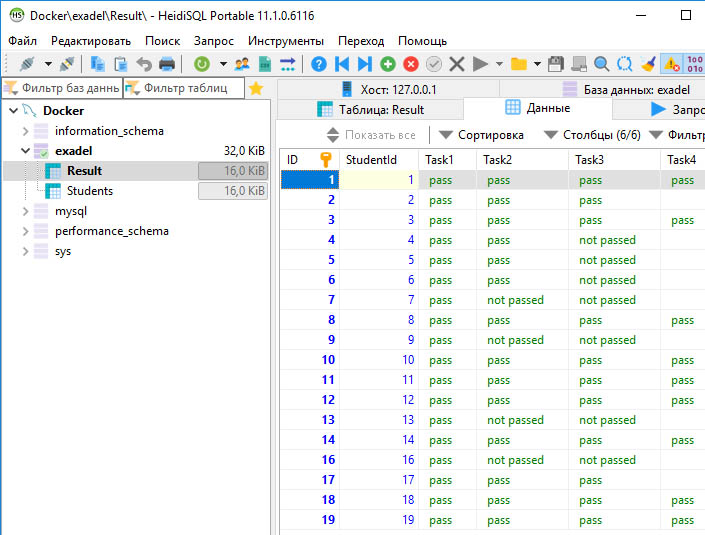 Docker\exadel\Result\ - HeidiSQL Portable 11.1.0.6116
Файл Редактировать Поиск Запрос Инструменты Переход Помощь
Фильтр баз даннь Фильтр таблиц
Хост: 127.0.0.1 База данных: exadel
Таблица: Result Данные Запро
Показать все Сортировка Столбцы (6/6) Фильтр
Docker
information_schema
exadel 32,0 KiB
Result 16,0 KiB
Students 16,0 KiB
mysql
performance_schema
sys
ID StudentId Task1 Task2 Task3 Task4
1 1 pass pass pass pass
2 2 pass pass pass
3 3 pass pass pass pass
4 4 pass pass not passed
5 5 pass pass not passed
6 6 pass pass not passed
7 7 pass not passed not passed
8 8 pass pass pass pass
9 9 pass not passed not passed
10 10 pass pass pass pass
11 11 pass pass pass pass
12 12 pass pass pass pass
13 13 pass not passed not passed
14 14 pass pass pass pass
16 16 pass not passed not passed
17 17 pass pass pass
18 18 pass pass pass pass
19 19 pass pass pass pass